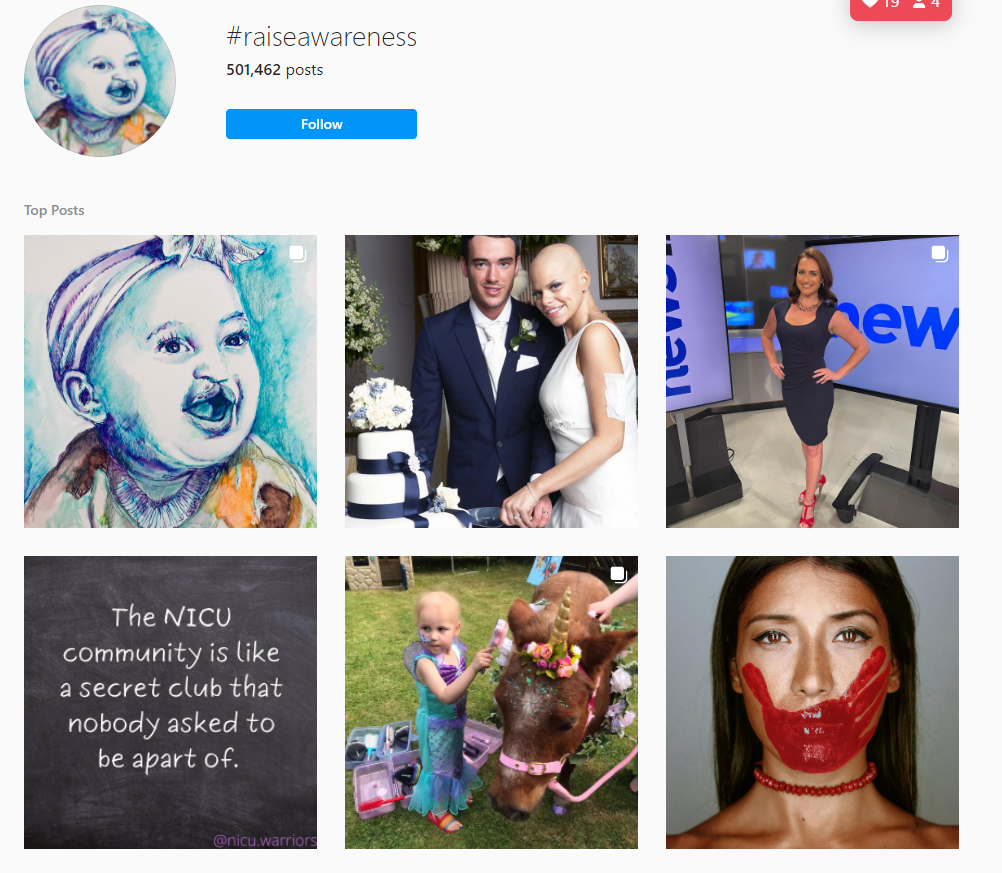 19 4
#raiseawareness
501,462 posts
Follow
Top Posts
news
new
The NICU
community is like
a secret club that
nobody asked to
be apart of.
@nicu.warriors